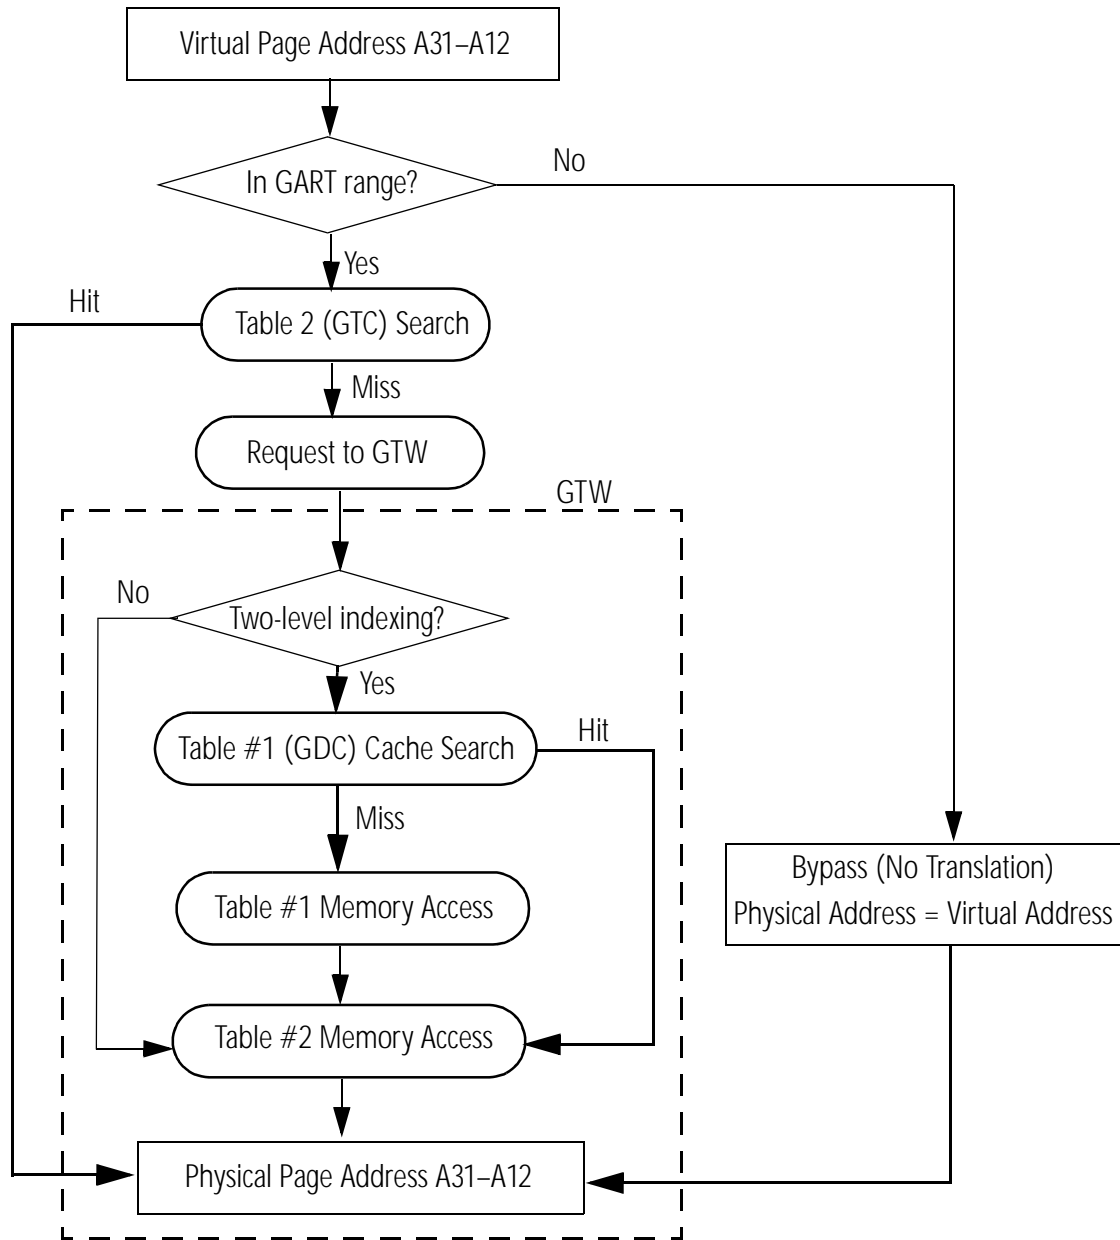 Virtual Page Address A31–A12
In GART range?
No
Yes
Hit
Table 2 (GTC) Search
Miss
Request to GTW
GTW
No
Two-level indexing?
Yes
Table #1 (GDC) Cache Search
Hit
Miss
Table #1 Memory Access
Bypass (No Translation)
Physical Address = Virtual Address
Table #2 Memory Access
Physical Page Address A31–A12